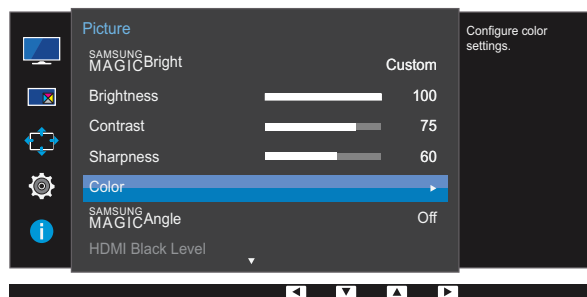 Picture
SAMSUNG MAGIC Bright Custom
Brightness 100
Contrast 75
Sharpness 60
Color
SAMSUNG MAGIC Angle Off
HDMI Black Level
Configure color
settings.